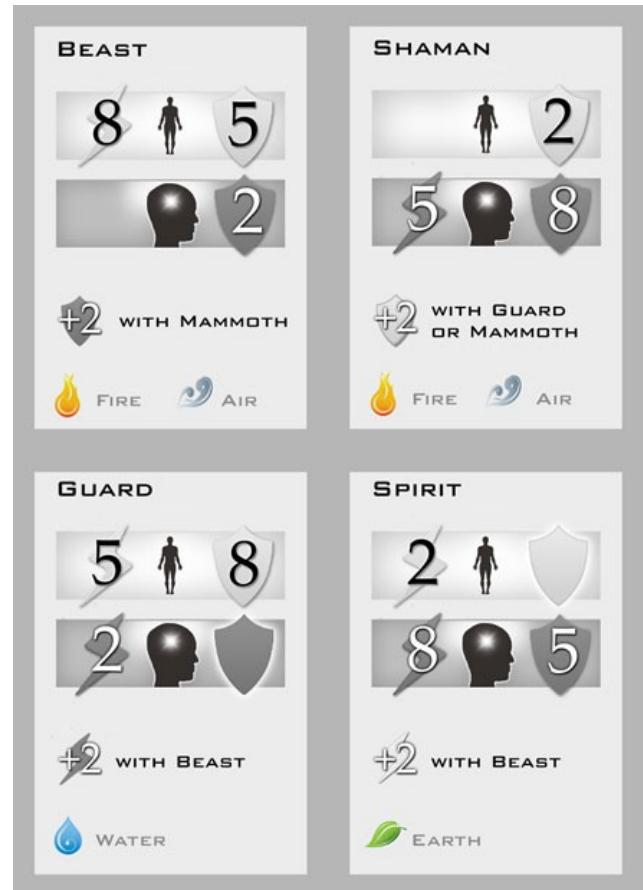 BEAST
8 5
2
+2 WITH MAMMOTH
FIRE AIR
SHAMAN
2
5 8
+2 WITH GUARD
OR MAMMOTH
FIRE AIR
GUARD
5 8
2
+2 WITH BEAST
WATER
SPIRIT
2
8 5
+2 WITH BEAST
EARTH